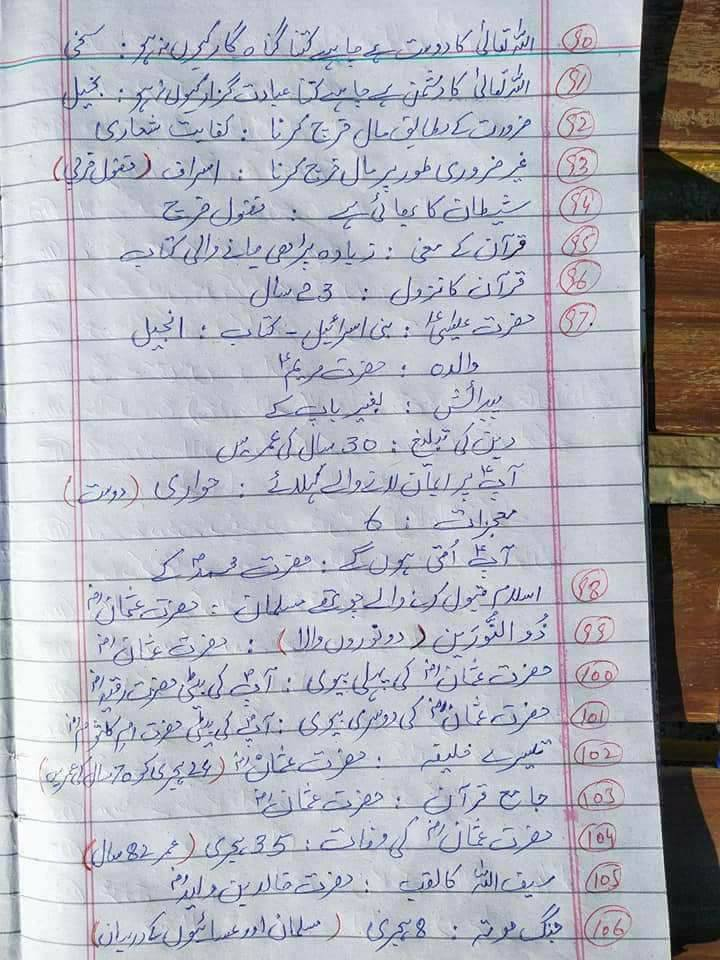 (90) اللہ تعالیٰ کا دوست ہے چاہے کتنا گناہ گار کیوں نہ ہو : سخی
(91) اللہ تعالیٰ کا دشمن ہے چاہے کتنا عبادت گزار کیوں نہ ہو : بخیل
(92) ضرورت کے مطابق مال خرچ کرنا : کفایت شعاری
(93) غیر ضروری طور پر مال خرچ کرنا : اسراف (فضول خرچی)
(94) شیطان کا بھائی ہے : فضول خرچ
(95) قرآن کے معنی : زیادہ پڑھی جانے والی کتاب
(96) قرآن کا نزول : 23 سال
(97) حضرت عیسٰیؑ : بنی اسرائیل - کتاب : انجیل
والدہ : حضرت مریمؑ
پیدائش : بغیر باپ کے
دین کی تبلیغ : 30 سال کی عمر میں
آپؑ پر ایمان لانے والے کہلائے : حواری (دوست)
معجزات : 6
آپؑ اُمتی ہوں گے : حضرت محمدؐ کے
(98) اسلام قبول کرنے والے چوتھے مسلمان : حضرت عثمانؓ
(99) ذُو النُّورَین (دو نوروں والا) : حضرت عثمانؓ
(100) حضرت عثمانؓ کی پہلی بیوی : آپؐ کی بیٹی حضرت رقیہؓ
(101) حضرت عثمانؓ کی دوسری بیوی : آپؐ کی بیٹی حضرت ام کلثومؓ
(102) تیسرے خلیفہ : حضرت عثمانؓ (24 ہجری کو 70 سال کی عمر میں)
(103) جامع قرآن : حضرت عثمانؓ
(104) حضرت عثمانؓ کی وفات : 35 ہجری (عمر 82 سال)
(105) سیف اللہ کا لقب : حضرت خالد بن ولیدؓ
(106) جنگ موتہ : 8 ہجری (مسلمان اور عیسائیوں کے درمیان)